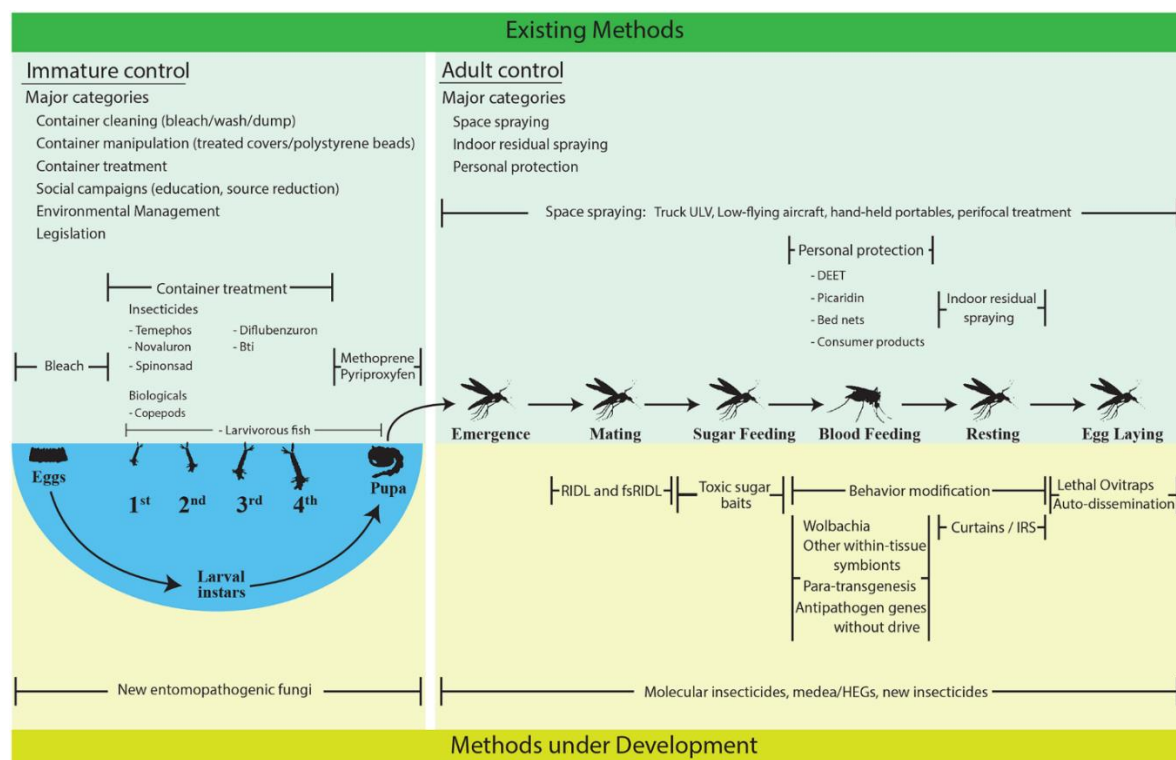 Existing Methods
Immature control
Major categories
Container cleaning (bleach/wash/dump)
Container manipulation (treated covers/polystyrene beads)
Container treatment
Social campaigns (education, source reduction)
Environmental Management
Legislation
Container treatment
Insecticides
- Temephos
- Novaluron
- Spinonsad
- Diflubenzuron
- Bti
Biologicals
- Copepods
- Larvivorous fish
Bleach
Methoprene
Pyriproxyfen
Eggs
1st
2nd
3rd
4th
Pupa
Larval
instars
New entomopathogenic fungi
Adult control
Major categories
Space spraying
Indoor residual spraying
Personal protection
Space spraying: Truck ULV, Low-flying aircraft, hand-held portables, perifocal treatment
Personal protection
- DEET
- Picaridin
- Bed nets
- Consumer products
Indoor residual
spraying
Emergence
Mating
Sugar Feeding
Blood Feeding
Resting
Egg Laying
RIDL and fsRIDL
Toxic sugar
baits
Behavior modification
Lethal Ovitraps
Auto-dissemination
Wolbachia
Other within-tissue
symbionts
Para-transgenesis
Antipathogen genes
without drive
Curtains / IRS
Molecular insecticides, medea/HEGs, new insecticides
Methods under Development